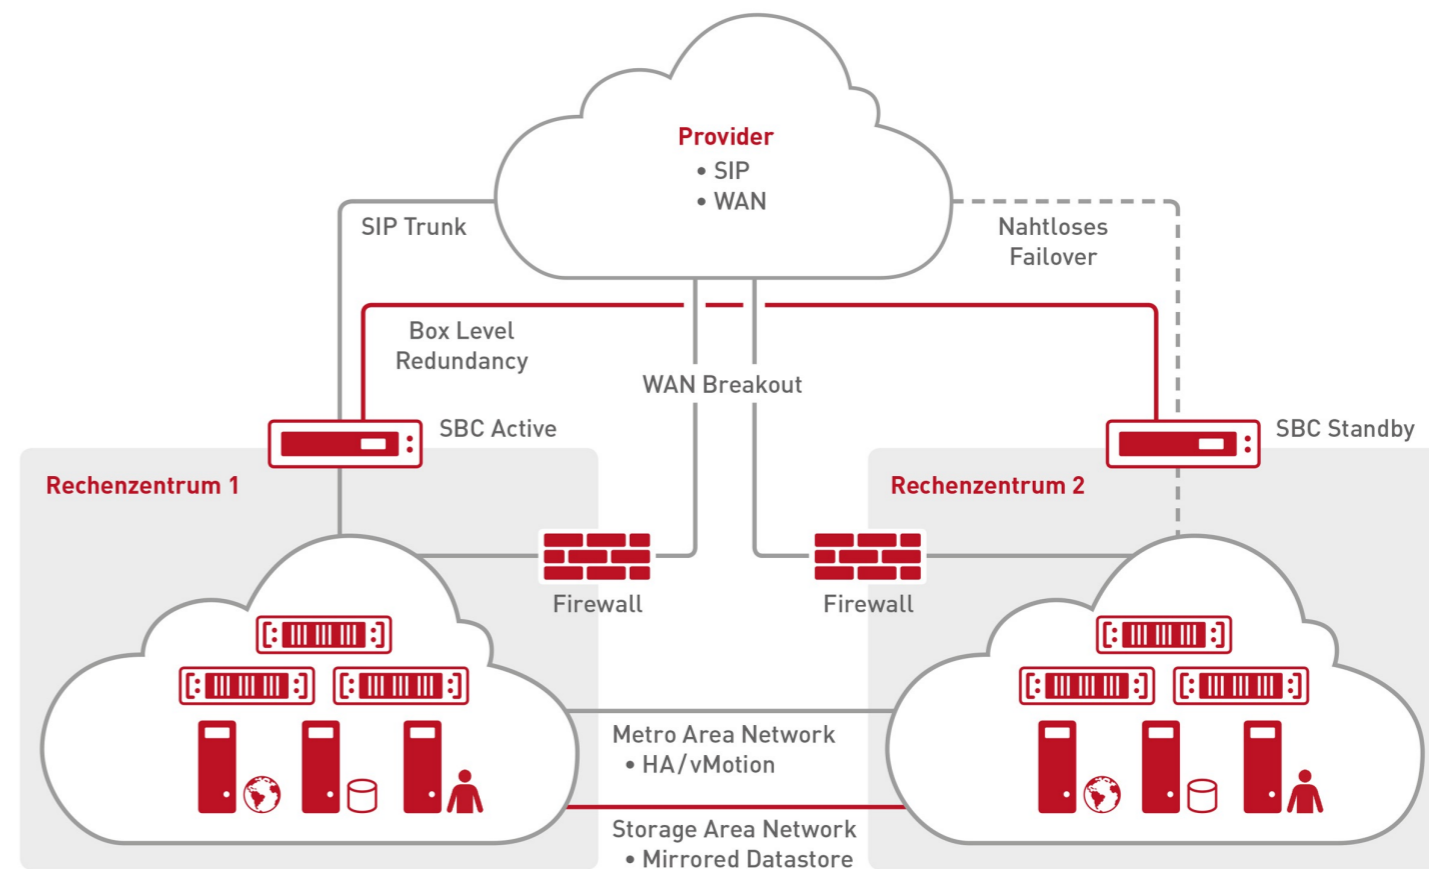 Provider
• SIP
• WAN
SIP Trunk
Nahtloses
Failover
Box Level
Redundancy
WAN Breakout
SBC Active
SBC Standby
Rechenzentrum 1
Rechenzentrum 2
Firewall
Firewall
Metro Area Network
• HA/vMotion
Storage Area Network
• Mirrored Datastore